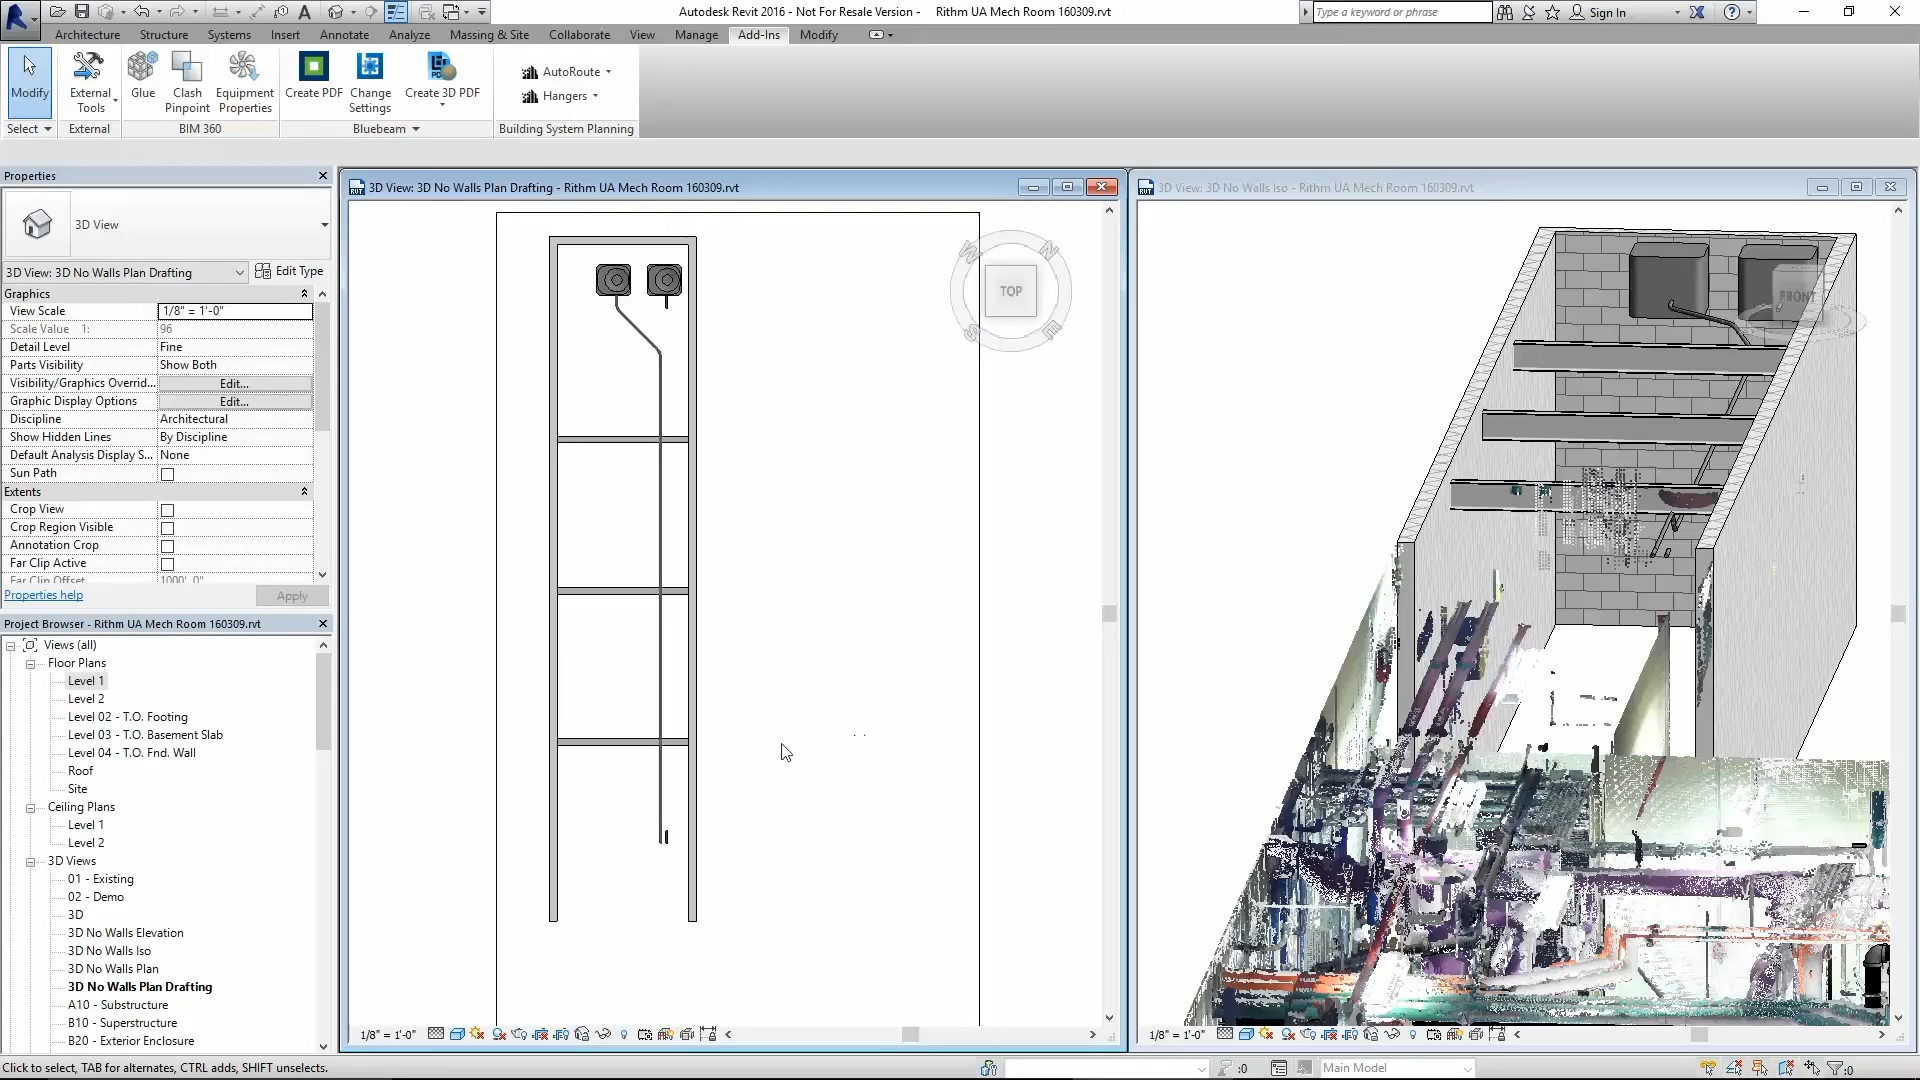 Autodesk Revit 2016 - Not For Resale Version -     Rithm UA Mech Room 160309.rvt
Type a keyword or phrase
Sign In
Architecture Structure Systems Insert Annotate Analyze Massing & Site Collaborate View Manage Add-Ins Modify
Modify
External Tools
Glue
Clash Pinpoint
Equipment Properties
Create PDF
Change Settings
Create 3D PDF
AutoRoute
Hangers
Select
External
BIM 360
Bluebeam
Building System Planning
Properties
3D View
3D View: 3D No Walls Plan Drafting
Edit Type
Graphics
View Scale 1/8" = 1'-0"
Scale Value 1: 96
Detail Level Fine
Parts Visibility Show Both
Visibility/Graphics Overrid... Edit...
Graphic Display Options Edit...
Discipline Architectural
Show Hidden Lines By Discipline
Default Analysis Display S... None
Sun Path
Extents
Crop View
Crop Region Visible
Annotation Crop
Far Clip Active
Far Clip Offset 1000' 0"
Properties help
Apply
Project Browser - Rithm UA Mech Room 160309.rvt
Views (all)
Floor Plans
Level 1
Level 2
Level 02 - T.O. Footing
Level 03 - T.O. Basement Slab
Level 04 - T.O. Fnd. Wall
Roof
Site
Ceiling Plans
Level 1
Level 2
3D Views
01 - Existing
02 - Demo
3D
3D No Walls Elevation
3D No Walls Iso
3D No Walls Plan
3D No Walls Plan Drafting
A10 - Substructure
B10 - Superstructure
B20 - Exterior Enclosure
3D View: 3D No Walls Plan Drafting - Rithm UA Mech Room 160309.rvt
N
N
TOP
S
E
1/8" = 1'-0"
3D View: 3D No Walls Iso - Rithm UA Mech Room 160309.rvt
FRONT
1/8" = 1'-0"
Click to select, TAB for alternates, CTRL adds, SHIFT unselects.
:0
Main Model
:0